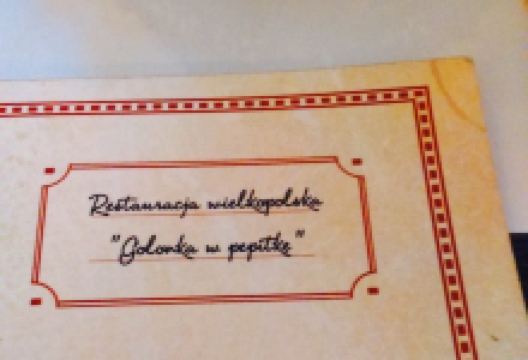 Restauracja wielkopolska
"Golonka w pepitkę"